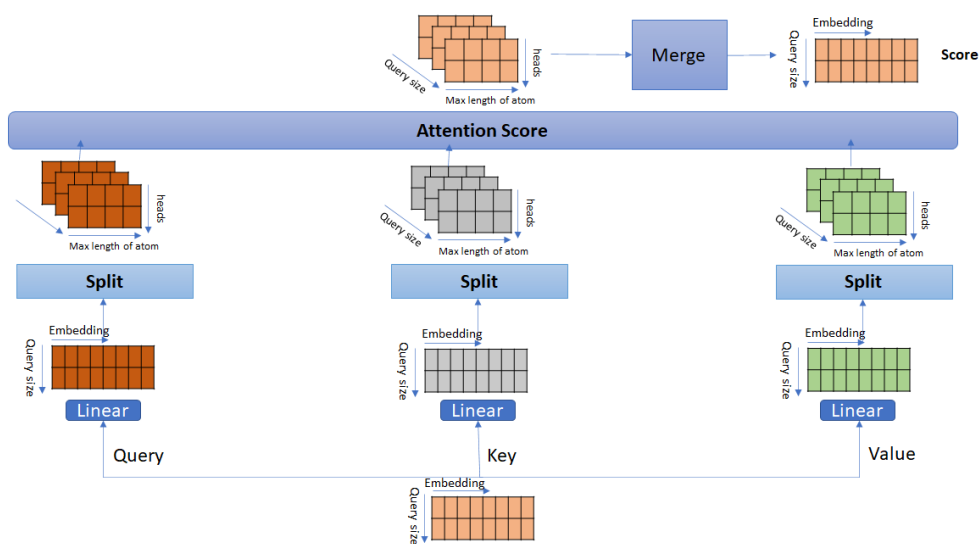 Embedding
Query size
heads
Query size
Max length of atom
Merge
Score
Attention Score
heads
Max length of atom
Query size
heads
Max length of atom
Query size
heads
Max length of atom
Split
Split
Split
Embedding
Query size
Embedding
Query size
Embedding
Query size
Linear
Linear
Linear
Query
Key
Value
Embedding
Query size